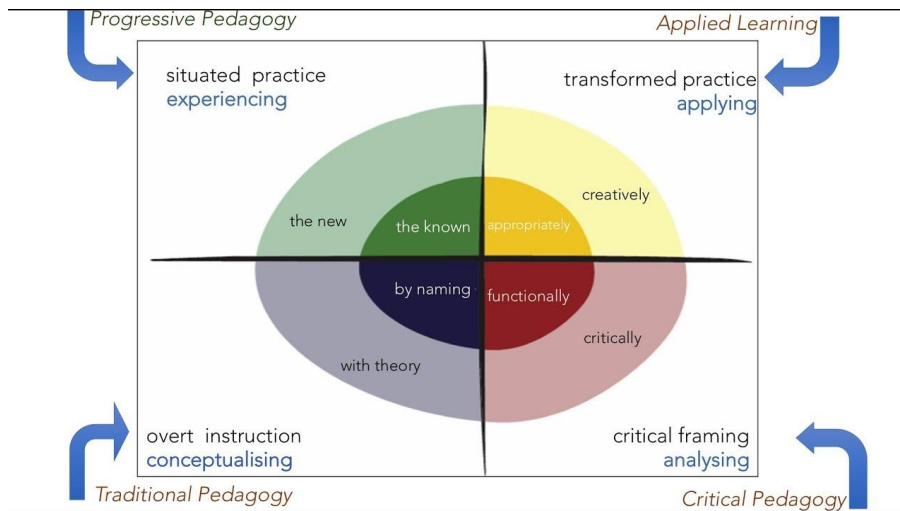 Progressive Pedagogy
Applied Learning
situated practice
experiencing
transformed practice
applying
creatively
the new
the known
appropriately
by naming
functionally
critically
with theory
overt instruction
conceptualising
critical framing
analysing
Traditional Pedagogy
Critical Pedagogy